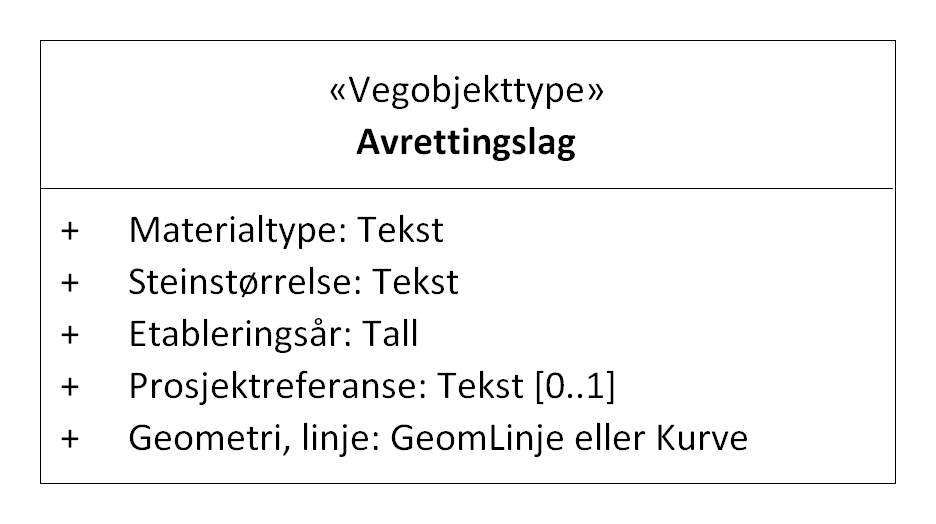 «Vegobjekttype»
Avrettingslag
+ Materialtype: Tekst
+ Steinstørrelse: Tekst
+ Etableringsår: Tall
+ Prosjektreferanse: Tekst [0..1]
+ Geometri, linje: GeomLinje eller Kurve